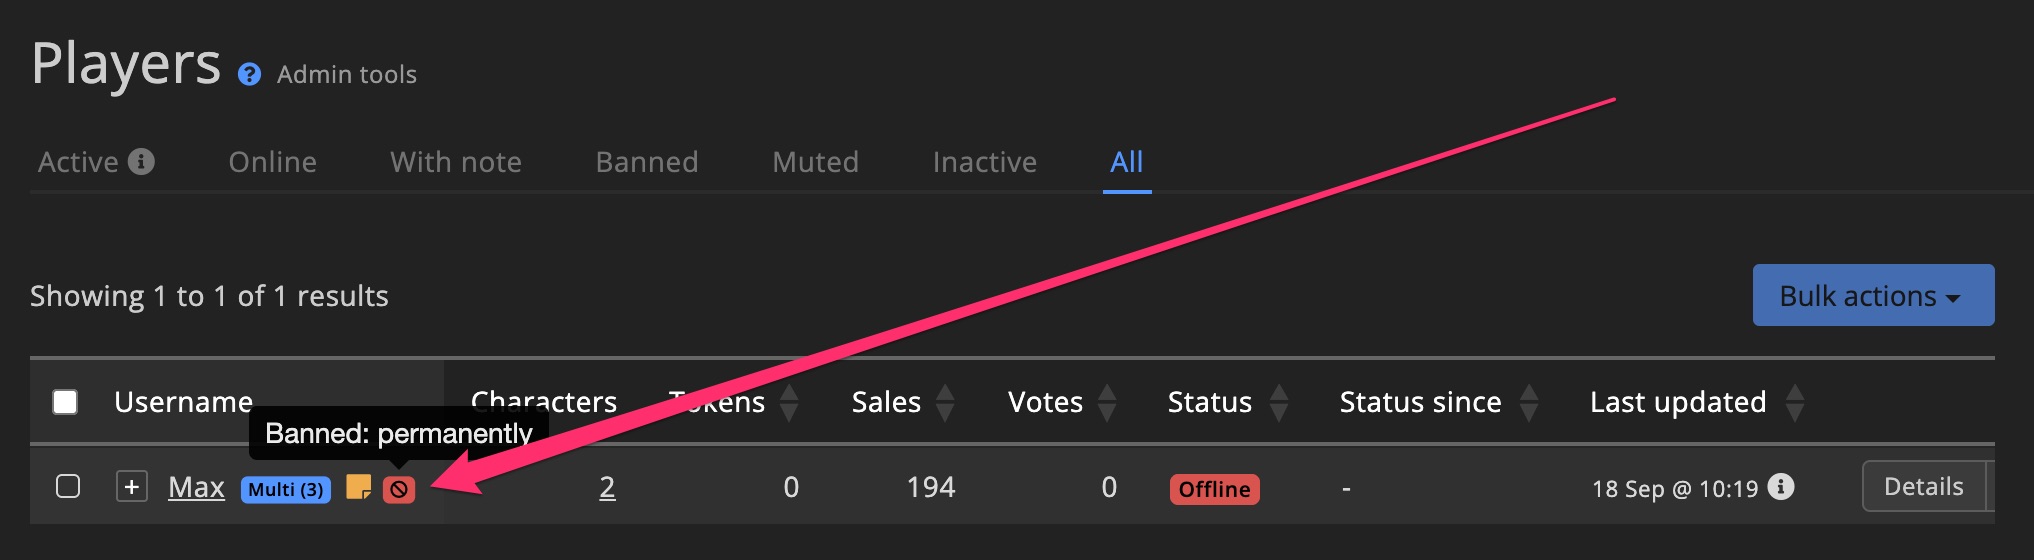 Players ? Admin tools
Active i Online With note Banned Muted Inactive All
Showing 1 to 1 of 1 results
Bulk actions
Username Characters Tokens Sales Votes Status Status since Last updated
Banned: permanently
+ Max Multi (3) 2 0 194 0 Offline - 18 Sep @ 10:19 i Details